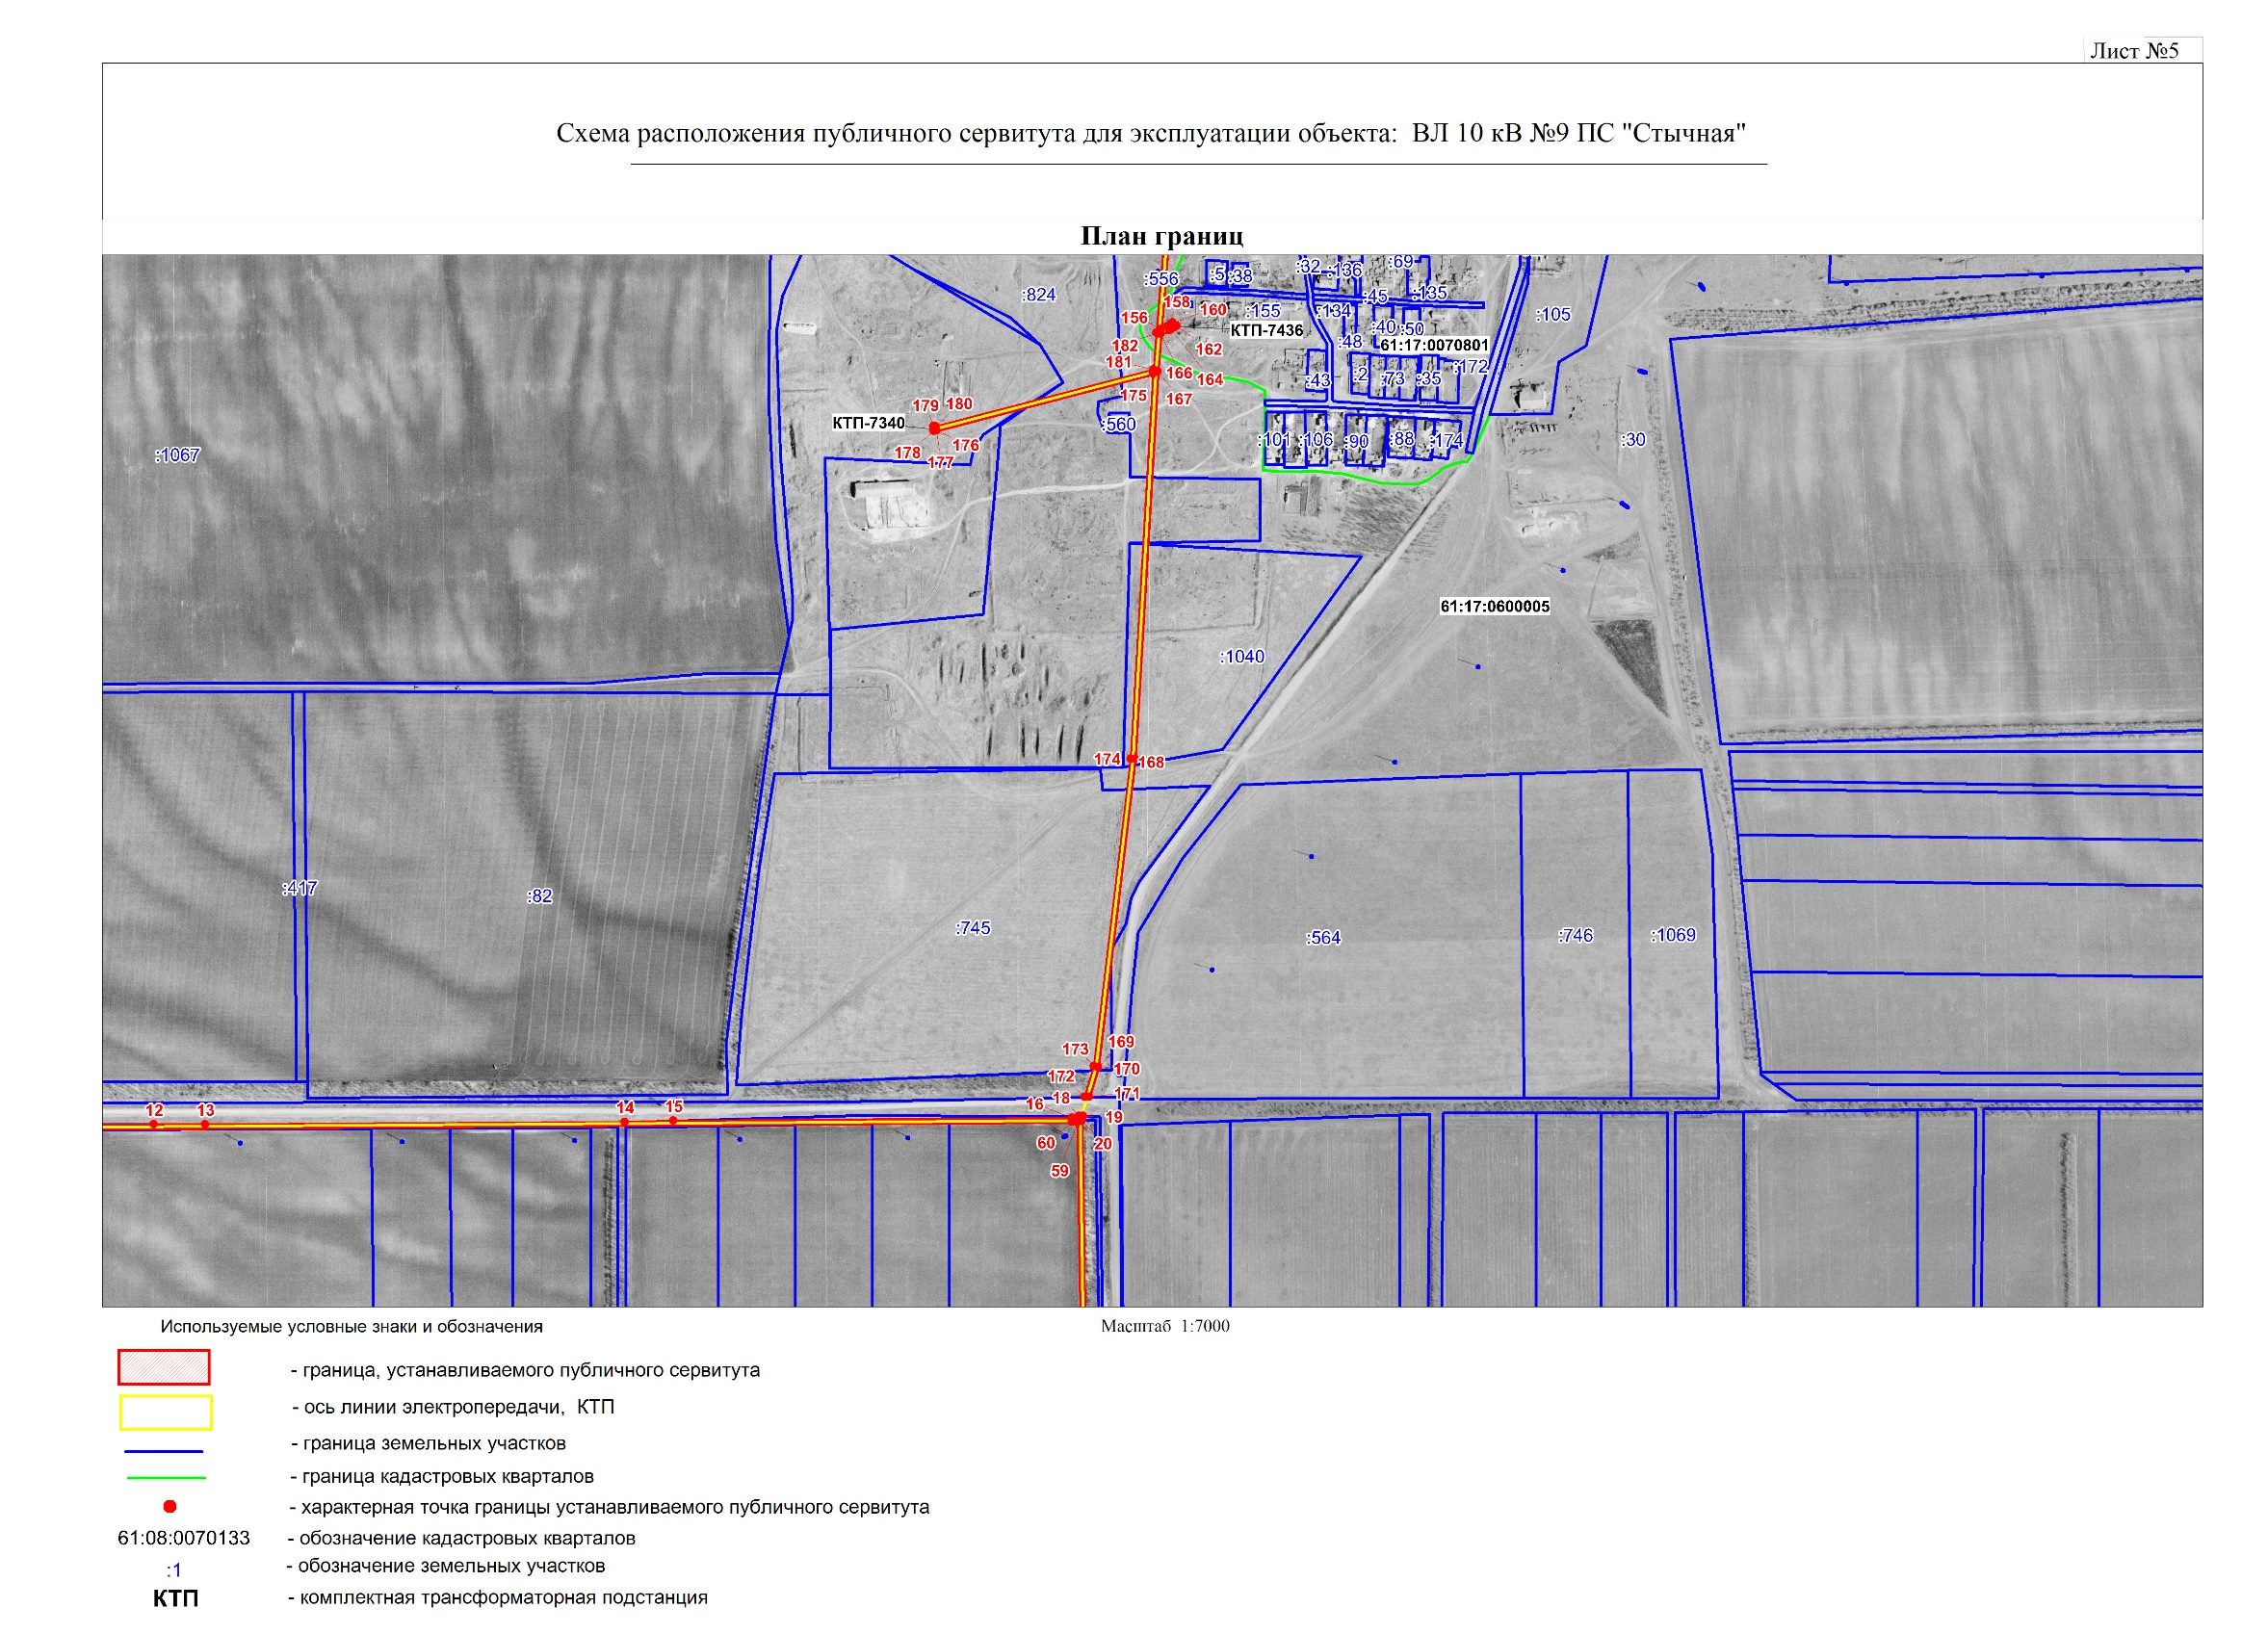 Лист №5
Схема расположения публичного сервитута для эксплуатации объекта: ВЛ 10 кВ №9 ПС "Стычная"
План границ
:556 :5 :38 :32 :136 :69
:824 :45 :135
156 158 160 :155 :134 :105
КТП-7436 :40 :50
182 162 :48 61:17:0070801
181 166 164 :43 :2 :73 :35 :172
179 180 175 167
КТП-7340 :560
178 176 :101 :106 :90 :88 :174 :30
:1067 177
61:17:0600005
:1040
174 168
:417 :82
:745 :564 :746 :1069
173 169
172 170
18 171
12 13 14 15 16 19
60 20
59
Используемые условные знаки и обозначения
Масштаб 1:7000
- граница, устанавливаемого публичного сервитута
- ось линии электропередачи, КТП
- граница земельных участков
- граница кадастровых кварталов
- характерная точка границы устанавливаемого публичного сервитута
61:08:0070133 - обозначение кадастровых кварталов
:1 - обозначение земельных участков
КТП - комплектная трансформаторная подстанция